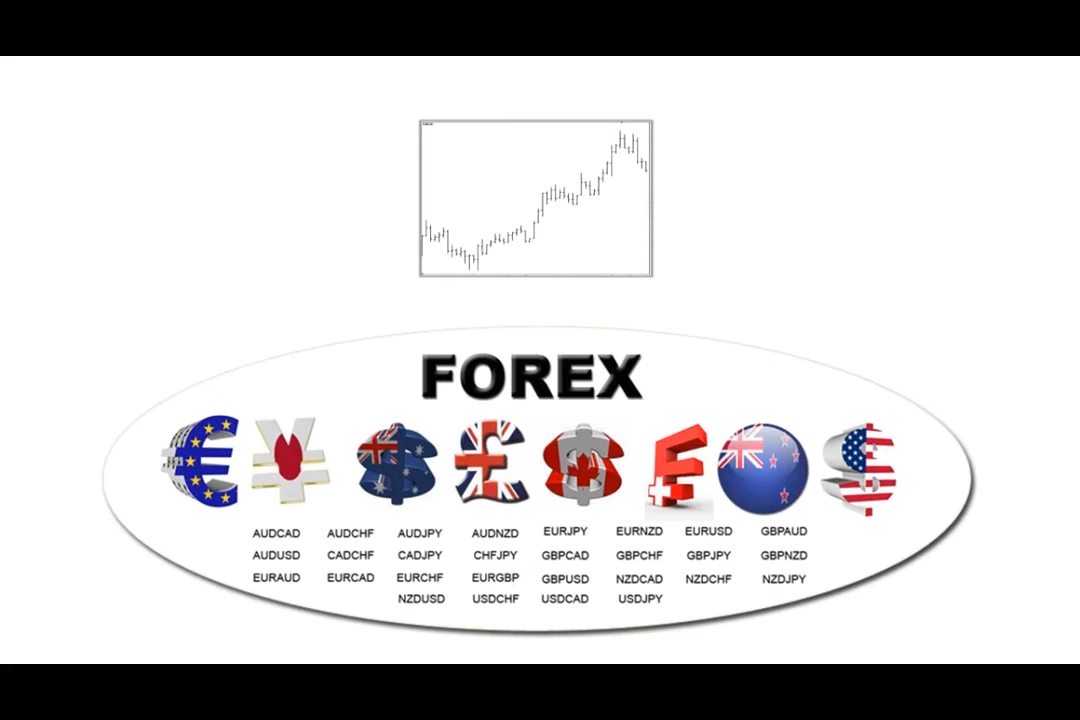 FOREX
AUDCAD AUDCHF AUDJPY AUDNZD EURJPY EURNZD EURUSD GBPAUD
AUDUSD CADCHF CADJPY CHFJPY GBPCAD GBPCHF GBPJPY GBPNZD
EURAUD EURCAD EURCHF EURGBP GBPUSD NZDCAD NZDCHF NZDJPY
NZDUSD USDCHF USDCAD USDJPY